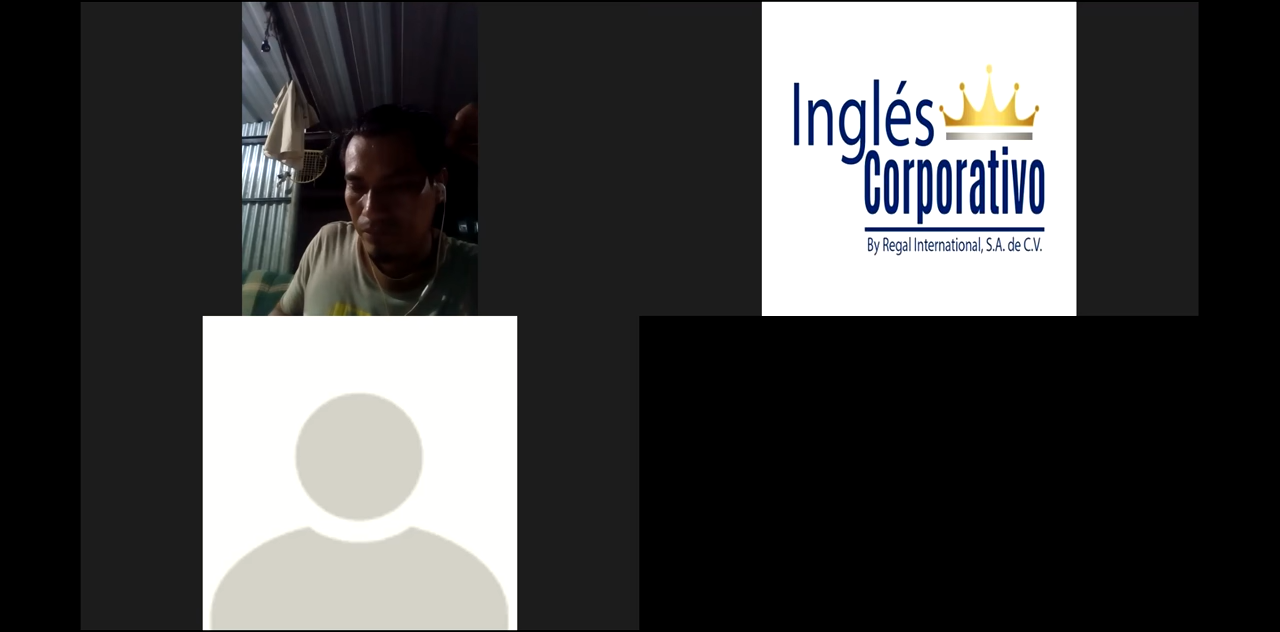 Inglés
Corporativo
By Regal International, S.A. de C.V.